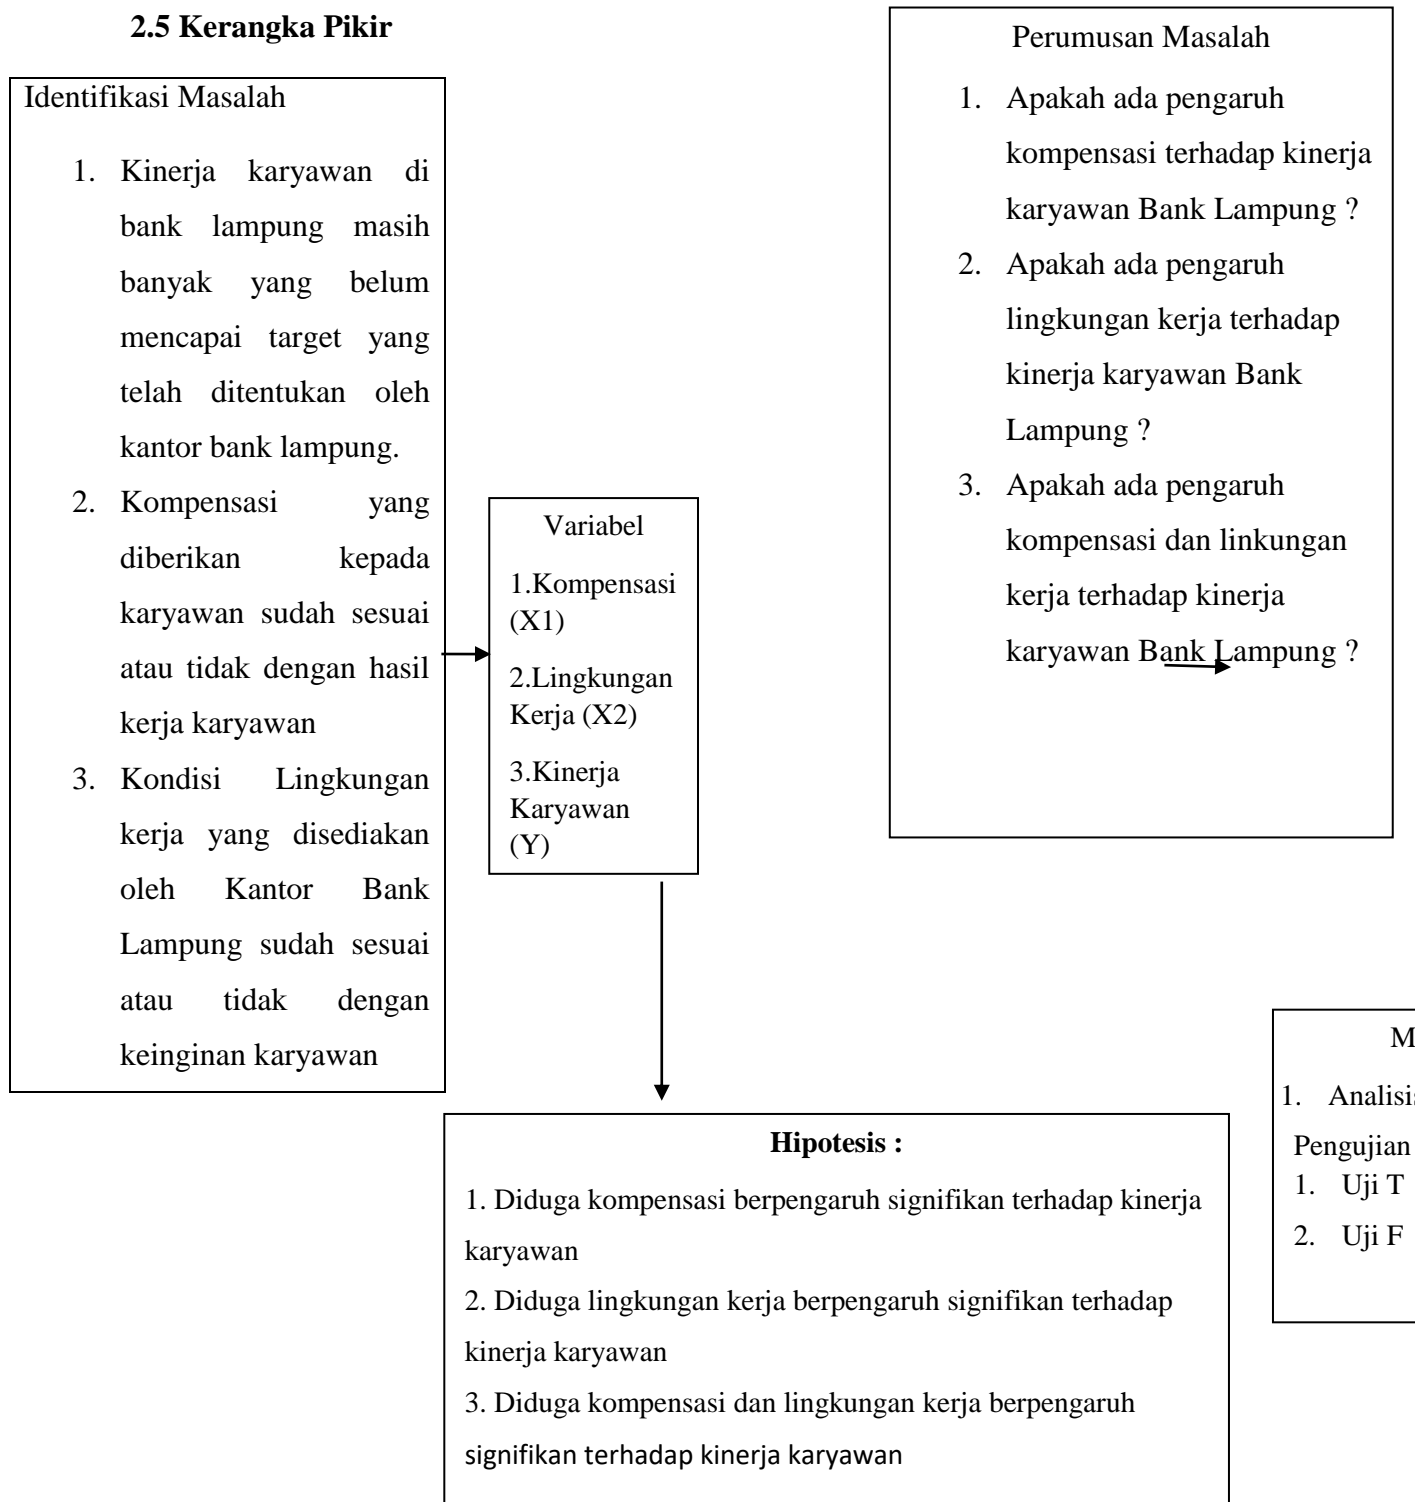 2.5 Kerangka Pikir
Identifikasi Masalah
1. Kinerja karyawan di
bank lampung masih
banyak yang belum
mencapai target yang
telah ditentukan oleh
kantor bank lampung.
2. Kompensasi yang
diberikan kepada
karyawan sudah sesuai
atau tidak dengan hasil
kerja karyawan
3. Kondisi Lingkungan
kerja yang disediakan
oleh Kantor Bank
Lampung sudah sesuai
atau tidak dengan
keinginan karyawan
Variabel
1.Kompensasi
(X1)
2.Lingkungan
Kerja (X2)
3.Kinerja
Karyawan
(Y)
Perumusan Masalah
1. Apakah ada pengaruh
kompensasi terhadap kinerja
karyawan Bank Lampung ?
2. Apakah ada pengaruh
lingkungan kerja terhadap
kinerja karyawan Bank
Lampung ?
3. Apakah ada pengaruh
kompensasi dan linkungan
kerja terhadap kinerja
karyawan Bank Lampung ?
Hipotesis :
1. Diduga kompensasi berpengaruh signifikan terhadap kinerja
karyawan
2. Diduga lingkungan kerja berpengaruh signifikan terhadap
kinerja karyawan
3. Diduga kompensasi dan lingkungan kerja berpengaruh
signifikan terhadap kinerja karyawan
1.
Pengujian
1. Uji T
2. Uji F